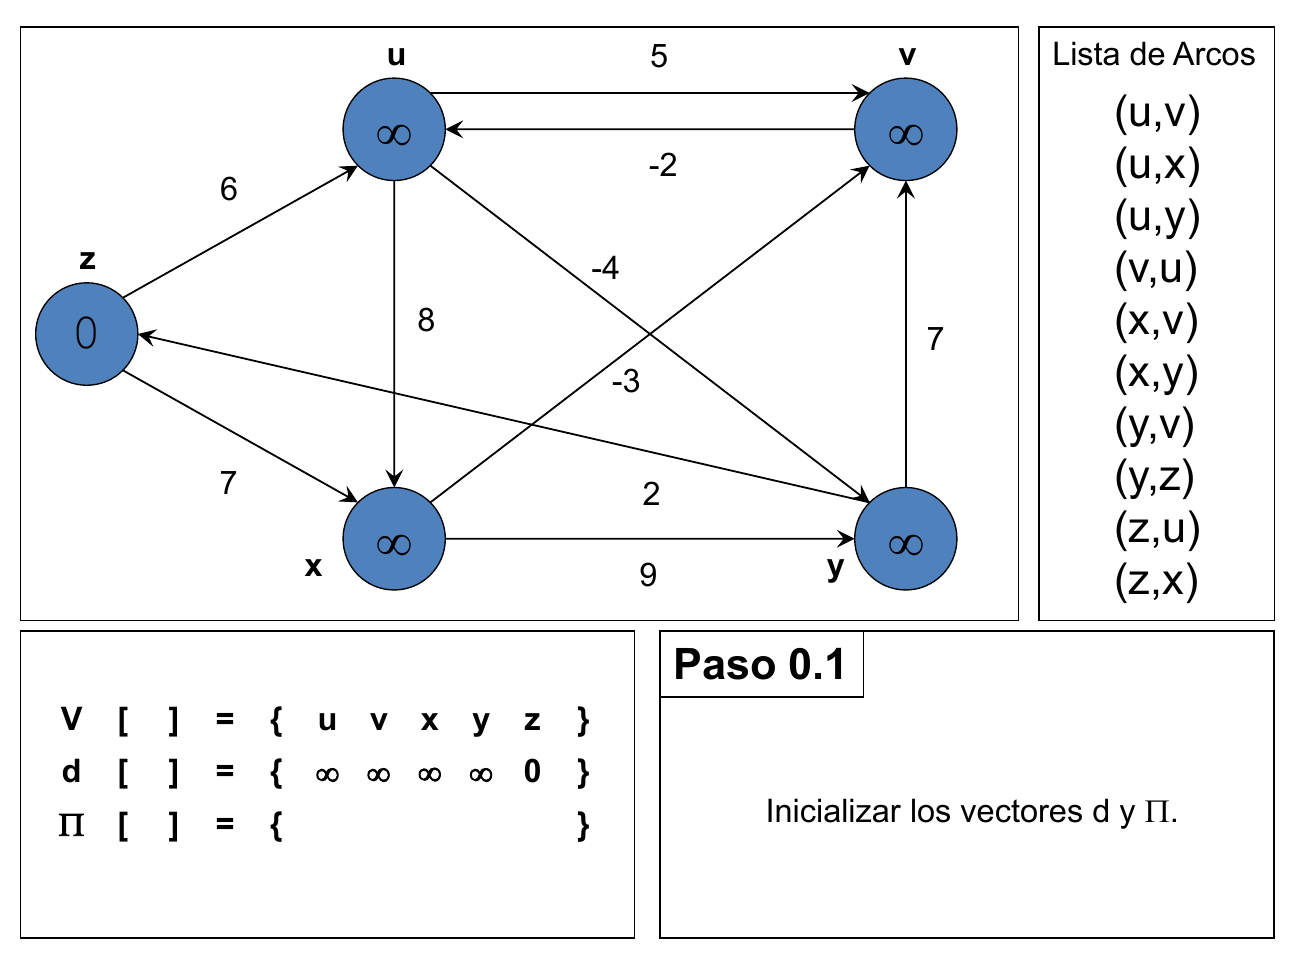 u
5
v
∞
∞
-2
6
z
-4
0
8
7
-3
7
2
∞
∞
x
y
9
Lista de Arcos
(u,v)
(u,x)
(u,y)
(v,u)
(x,v)
(x,y)
(y,v)
(y,z)
(z,u)
(z,x)
V [ ] = { u v x y z }
d [ ] = { ∞ ∞ ∞ ∞ 0 }
Π [ ] = { }
Paso 0.1
Inicializar los vectores d y Π.